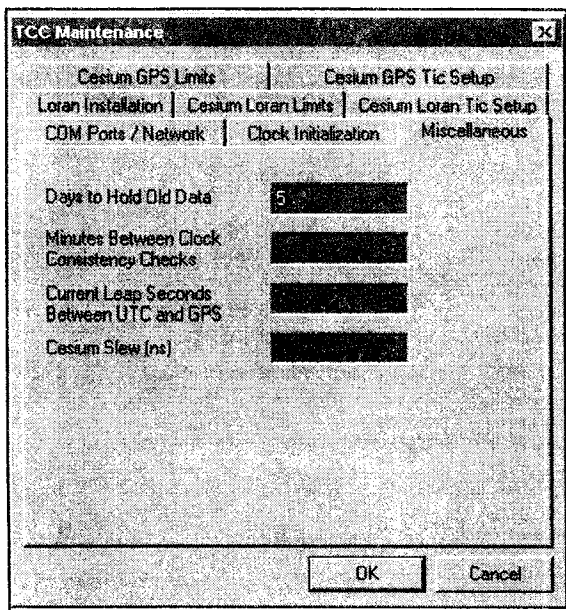 TCC Maintenance
Cesium GPS Limits
Cesium GPS Tic Setup
Loran Installation
Cesium Loran Limits
Cesium Loran Tic Setup
COM Ports / Network
Clock Initialization
Miscellaneous
Days to Hold Old Data
5
Minutes Between Clock
Consistency Checks
Current Leap Seconds
Between UTC and GPS
Cesium Slew (ns)
OK
Cancel